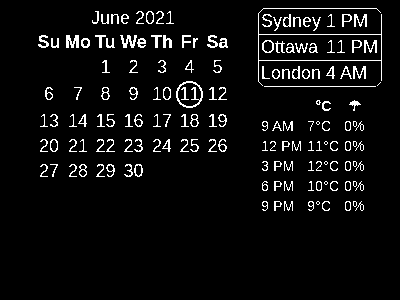 June 2021
Su Mo Tu We Th Fr Sa
1 2 3 4 5
6 7 8 9 10 11 12
13 14 15 16 17 18 19
20 21 22 23 24 25 26
27 28 29 30
Sydney 1 PM
Ottawa 11 PM
London 4 AM
°C
9 AM 7°C 0%
12 PM 11°C 0%
3 PM 12°C 0%
6 PM 10°C 0%
9 PM 9°C 0%